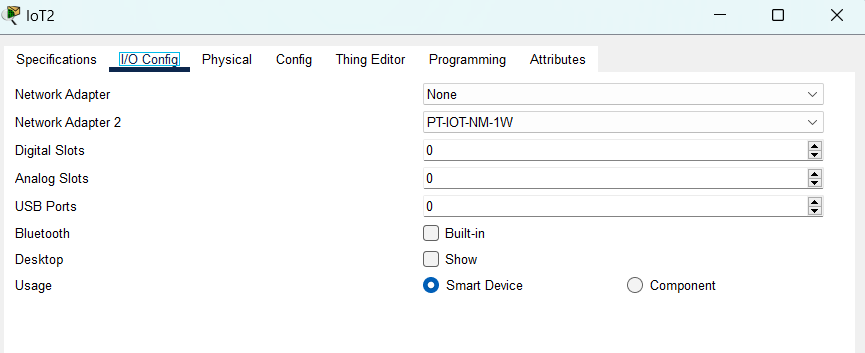 IoT2
Specifications I/O Config Physical Config Thing Editor Programming Attributes
Network Adapter None
Network Adapter 2 PT-IOT-NM-1W
Digital Slots 0
Analog Slots 0
USB Ports 0
Bluetooth Built-in
Desktop Show
Usage Smart Device Component